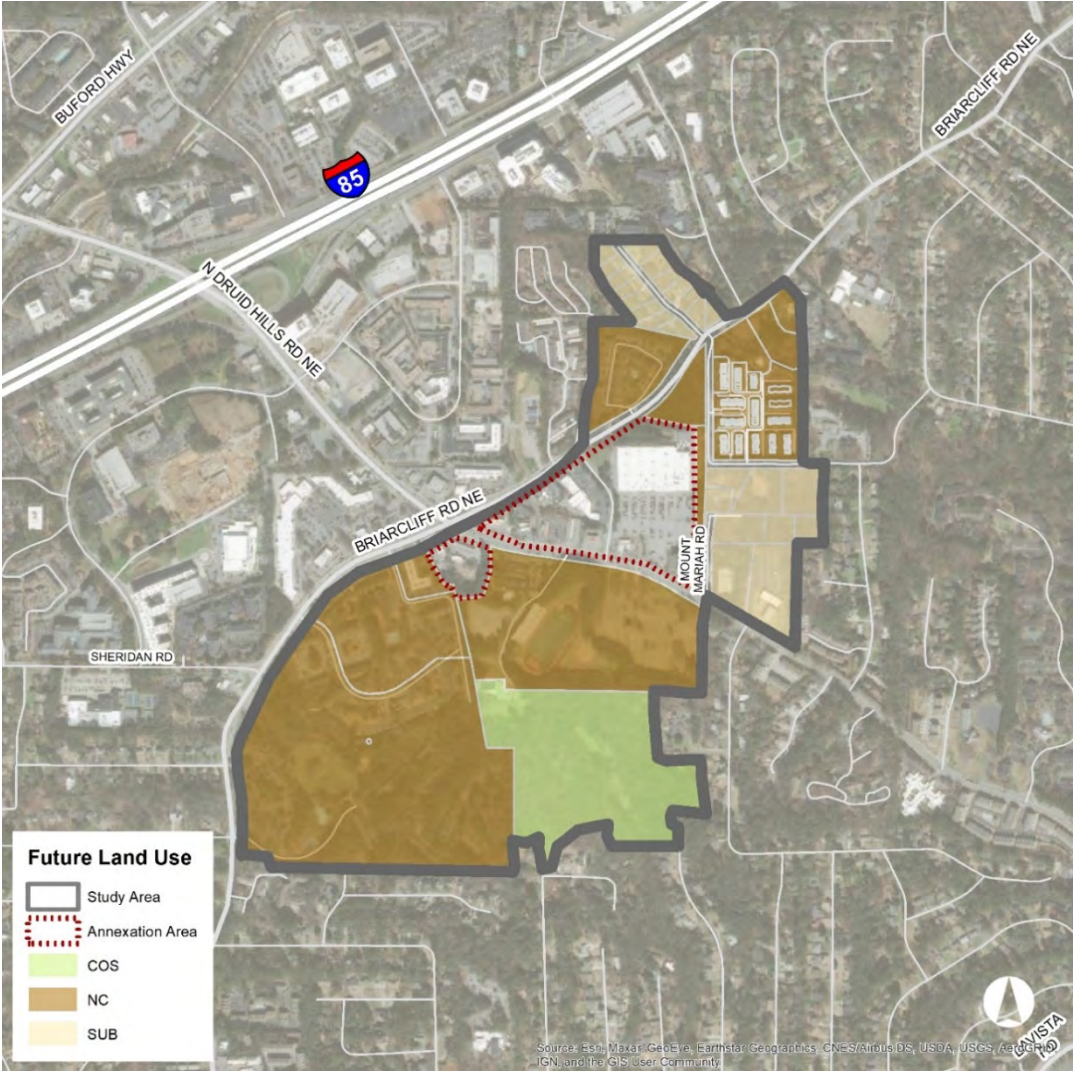 BUFORD HWY
BRIARCLIFF RD NE
85
N DRUID HILLS RD NE
BRIARCLIFF RD NE
MOUNT
MARIAH RD
SHERIDAN RD
Future Land Use
Study Area
Annexation Area
COS
NC
SUB
RD
Source: Esri, Maxar, GeoEye, Earthstar Geographics, CNES/Airbus DS, USDA, USGS, AeroGRID,
IGN, and the GIS User Community